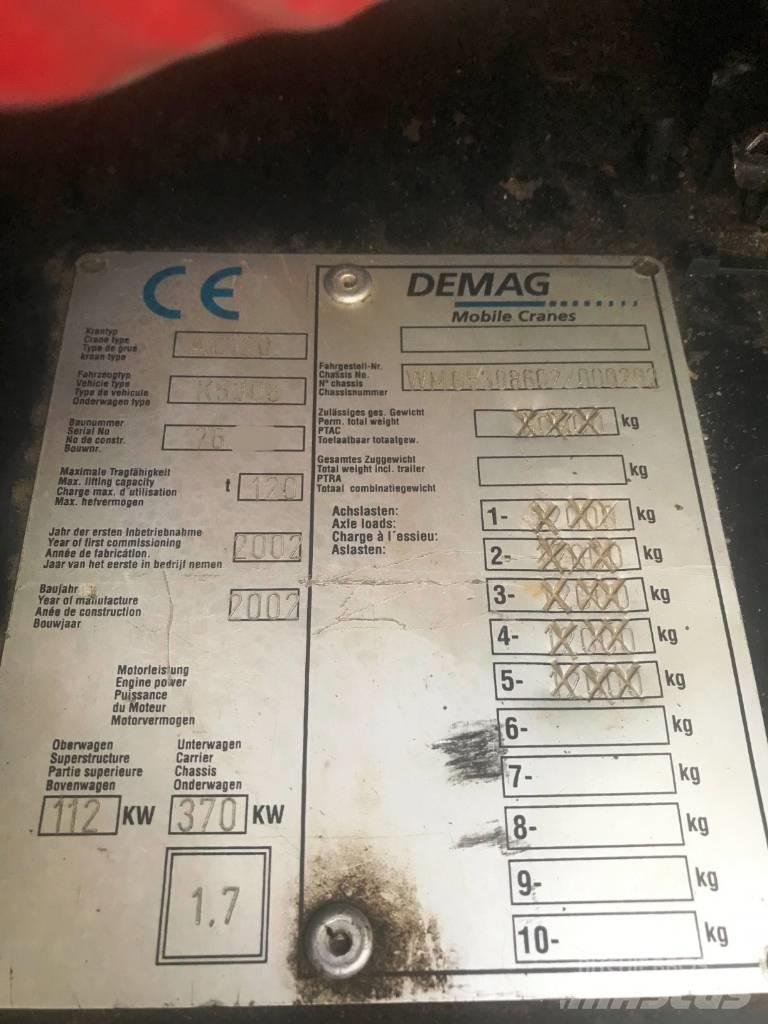 CE
Krantyp
Crane type
Type de grue
kraan type
Fahrzeugtyp
Vehicle type
Type de vehicule
Onderwagen type
Baunummer
Serial No
No de constr.
Bouwnr.
76
Maximale Tragfähigkeit
Max. lifting capacity
Charge max. d'utilisation
Max. hefvermogen
t 120
Jahr der ersten Inbetriebnahme
Year of first commissioning
Année de fabrication.
Jaar van het eerste in bedrijf nemen
2002
Baujahr
Year of manufacture
Anée de construction
Bouwjaar
2002
Motorleistung
Engine power
Puissance
du Moteur
Motorvermogen
Oberwagen
Superstructure
Partie superieure
Bovenwagen
112 KW
Unterwagen
Carrier
Chassis
Onderwagen
370 KW
1.7
DEMAG
Mobile Cranes
Fahrgestell-Nr.
Chassis No.
N° chassis
Chassisnummer
Zulässiges ges. Gewicht
Perm. total weight
PTAC
Toelaatbaar totaalgew.
kg
Gesamtes Zuggewicht
Total weight incl. trailer
PTRA
Totaal combinatiegewicht
kg
Achslasten:
Axle loads:
Charge à l'essieu:
Aslasten:
1- kg
2- kg
3- kg
4- kg
5- kg
6- kg
7- kg
8- kg
9- kg
10- kg